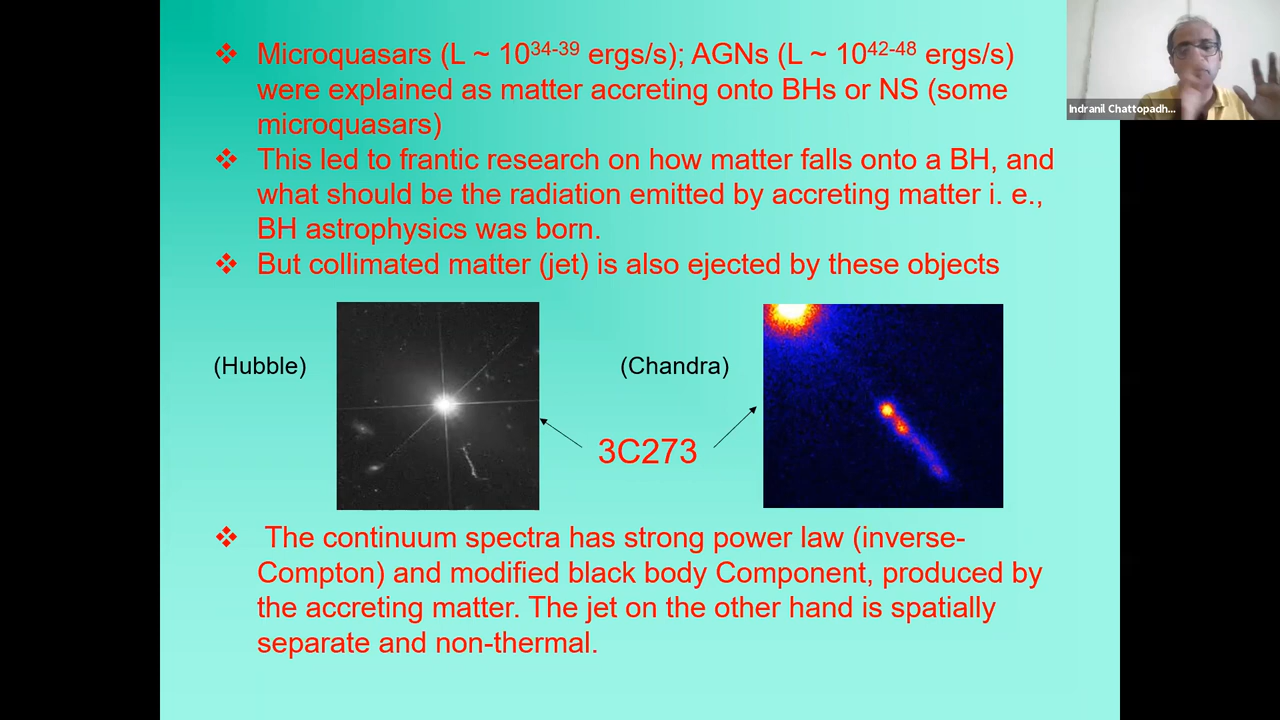 ❖ Microquasars (L ~ 10³⁴⁻³⁹ ergs/s); AGNs (L ~ 10⁴²⁻⁴⁸ ergs/s)
were explained as matter accreting onto BHs or NS (some
microquasars)
❖ This led to frantic research on how matter falls onto a BH, and
what should be the radiation emitted by accreting matter i. e.,
BH astrophysics was born.
❖ But collimated matter (jet) is also ejected by these objects
(Hubble)
(Chandra)
3C273
❖ The continuum spectra has strong power law (inverse-
Compton) and modified black body Component, produced by
the accreting matter. The jet on the other hand is spatially
separate and non-thermal.
Indranil Chattopadh...